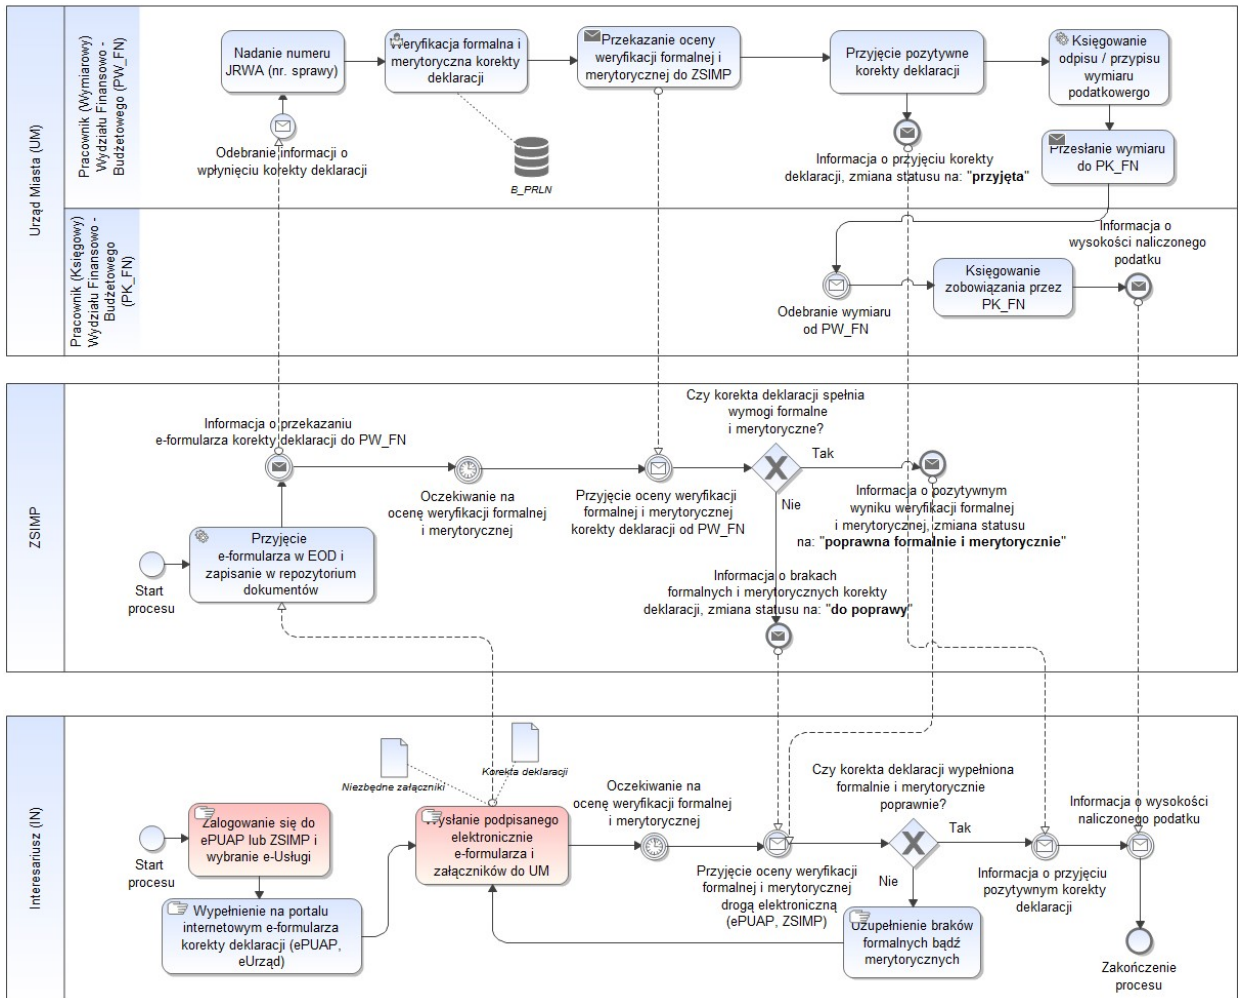 Urząd Miasta (UM)
Pracownik (Wymiarowy)
Wydziału Finansowo -
Budżetowego (PW_FN)
Nadanie numeru
JRWA (nr. sprawy)
Weryfikacja formalna i
merytoryczna korekty
deklaracji
Przekazanie oceny
weryfikacji formalnej i
merytorycznej do ZSIMP
Przyjęcie pozytywne
korekty deklaracji
Księgowanie
odpisu / przypisu
wymiaru
podatkowergo
Odebranie informacji o
wpłynięciu korekty deklaracji
B_PRLN
Informacja o przyjęciu korekty
deklaracji, zmiana statusu na: "przyjęta"
Przesłanie wymiaru
do PK_FN
Pracownik (Księgowy)
Wydziału Finansowo -
Budżetowego
(PK_FN)
Informacja o
wysokości naliczonego
podatku
Odebranie wymiaru
od PW_FN
Księgowanie
zobowiązania przez
PK_FN
ZSIMP
Informacja o przekazaniu
e-formularza korekty deklaracji do PW_FN
Czy korekta deklaracji spełnia
wymogi formalne
i merytoryczne?
Tak
Nie
Oczekiwanie na
ocenę weryfikacji formalnej
i merytorycznej
Przyjęcie oceny weryfikacji
formalnej i merytorycznej
korekty deklaracji od PW_FN
Informacja o pozytywnym
wyniku weryfikacji formalnej
i merytorycznej, zmiana statusu
na: "poprawna formalnie i merytorycznie"
Przyjęcie
e-formularza w EOD i
zapisanie w repozytorium
dokumentów
Start
procesu
Informacja o brakach
formalnych i merytorycznych korekty
deklaracji, zmiana statusu na: "do poprawy"
Interesariusz (IN)
Niezbędne załączniki
Korekta deklaracji
Start
procesu
Zalogowanie się do
ePUAP lub ZSIMP i
wybranie e-Usługi
Wypełnienie na portalu
internetowym e-formularza
korekty deklaracji (ePUAP,
eUrząd)
Wysłanie podpisanego
elektronicznie
e-formularza i
załączników do UM
Oczekiwanie na
ocenę weryfikacji formalnej
i merytorycznej
Przyjęcie oceny weryfikacji
formalnej i merytorycznej
drogą elektroniczną
(ePUAP, ZSIMP)
Czy korekta deklaracji wypełniona
formalnie i merytorycznie
poprawnie?
Tak
Nie
Uzupełnienie braków
formalnych bądź
merytorycznych
Informacja o przyjęciu
pozytywnym korekty
deklaracji
Informacja o wysokości
naliczonego podatku
Zakończenie
procesu